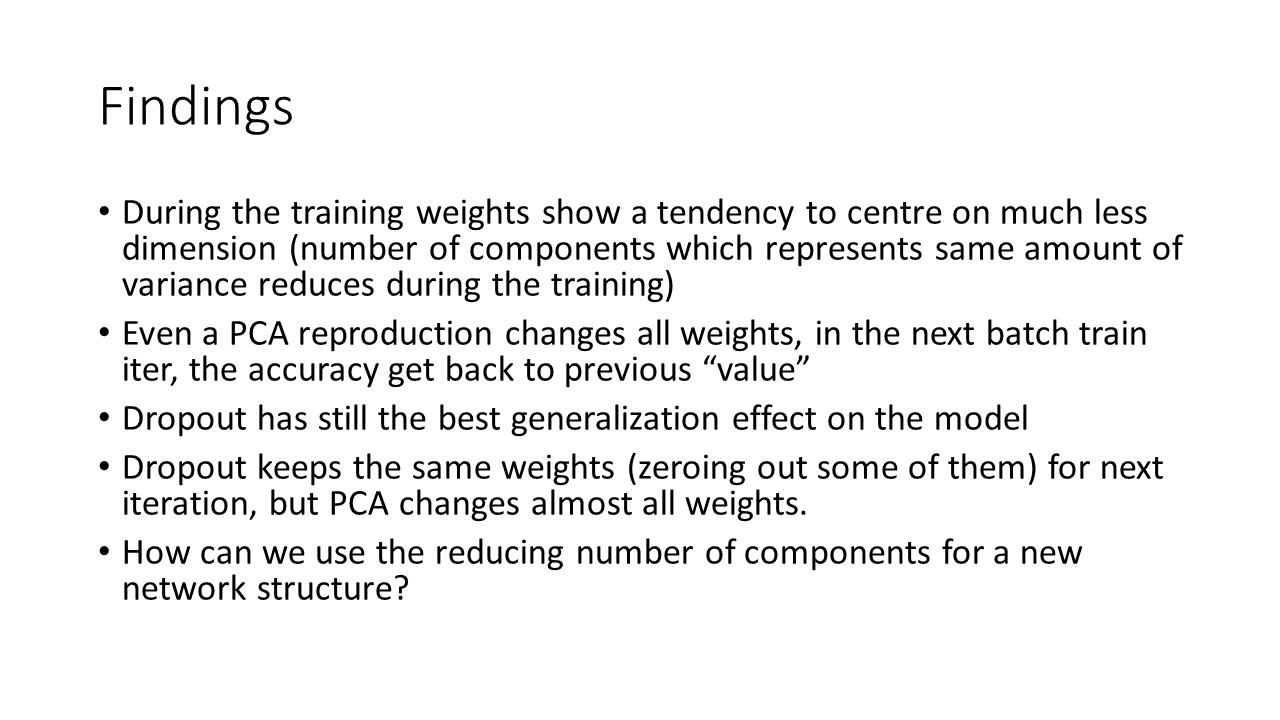 Findings
• During the training weights show a tendency to centre on much less
dimension (number of components which represents same amount of
variance reduces during the training)
• Even a PCA reproduction changes all weights, in the next batch train
iter, the accuracy get back to previous “value”
• Dropout has still the best generalization effect on the model
• Dropout keeps the same weights (zeroing out some of them) for next
iteration, but PCA changes almost all weights.
• How can we use the reducing number of components for a new
network structure?